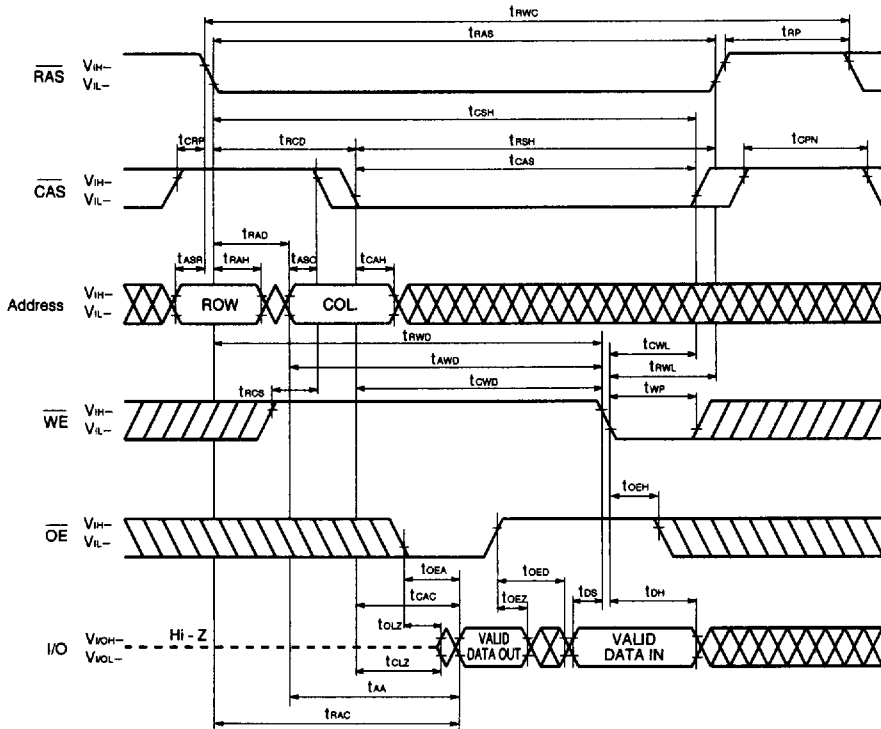 tRWC
tRAS tRP
RAS VIH–
VIL–
tCSH
tCRP tRCD tRSH tCPN
tCAS
CAS VIH–
VIL–
tRAD
tASR tRAH tASC tCAH
Address VIH–
VIL–
ROW COL.
tRWD tCWL
tAWD tRWL
tRCS tCWD tWP
WE VIH–
VIL–
tOEH
OE VIH–
VIL–
tOEA tOED
tCAC tOEZ tDS tDH
tOLZ
I/O VI/OH–
VI/OL–
Hi - Z
VALID DATA OUT
VALID DATA IN
tCLZ
tAA
tRAC